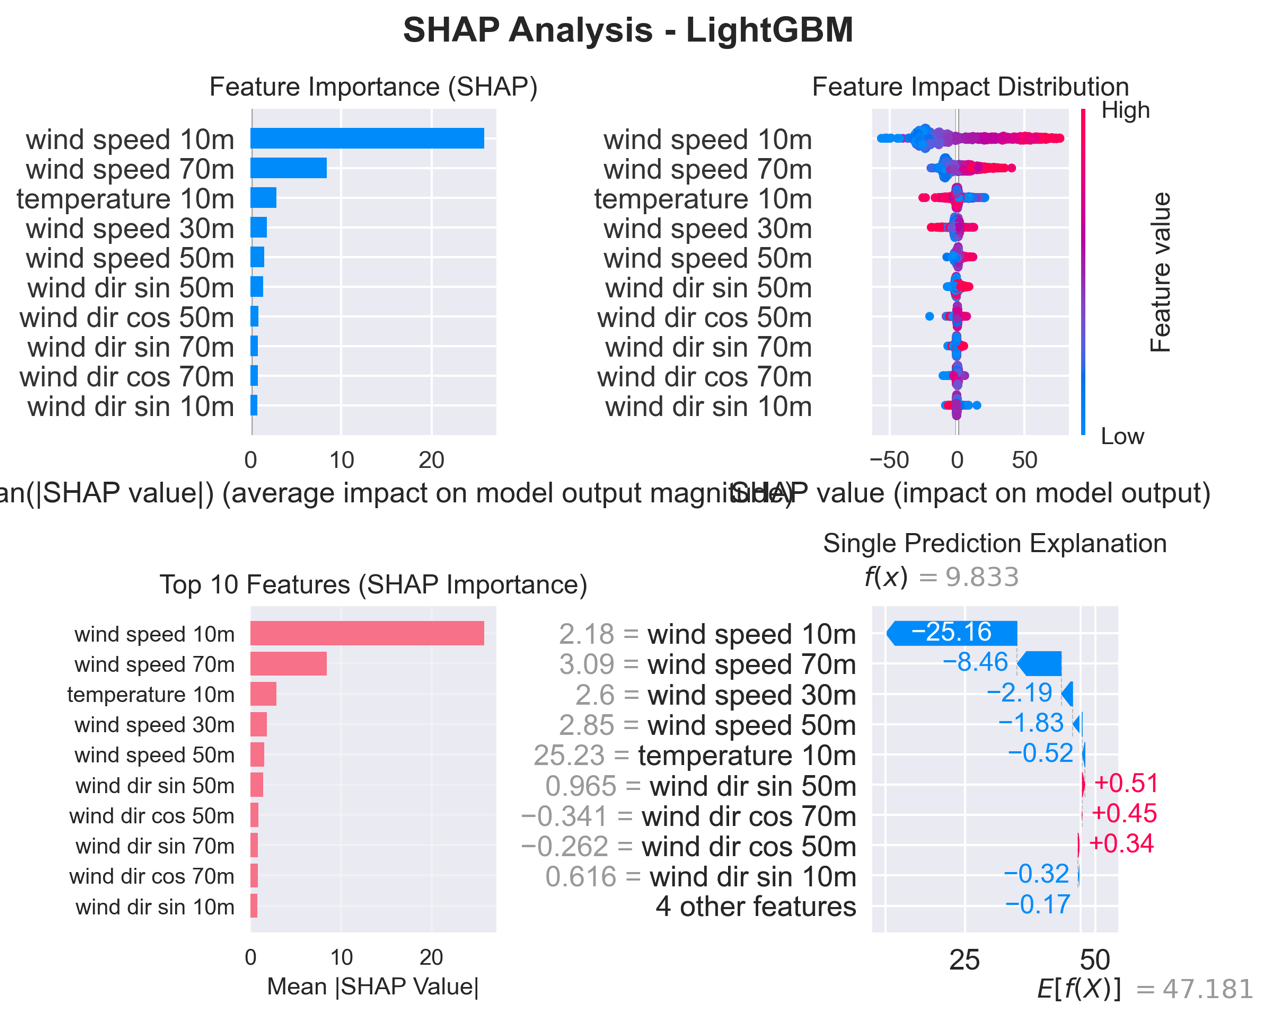 SHAP Analysis - LightGBM
Feature Importance (SHAP)
wind speed 10m
wind speed 70m
temperature 10m
wind speed 30m
wind speed 50m
wind dir sin 50m
wind dir cos 50m
wind dir sin 70m
wind dir cos 70m
wind dir sin 10m
0 10 20
an(|SHAP value|) (average impact on model output magnitude)
Feature Impact Distribution
wind speed 10m
wind speed 70m
temperature 10m
wind speed 30m
wind speed 50m
wind dir sin 50m
wind dir cos 50m
wind dir sin 70m
wind dir cos 70m
wind dir sin 10m
−50 0 50
SHAP value (impact on model output)
High
Feature value
Low
Top 10 Features (SHAP Importance)
wind speed 10m
wind speed 70m
temperature 10m
wind speed 30m
wind speed 50m
wind dir sin 50m
wind dir cos 50m
wind dir sin 70m
wind dir cos 70m
wind dir sin 10m
0 10 20
Mean |SHAP Value|
Single Prediction Explanation
f(x) = 9.833
2.18 = wind speed 10m −25.16
3.09 = wind speed 70m −8.46
2.6 = wind speed 30m −2.19
2.85 = wind speed 50m −1.83
25.23 = temperature 10m −0.52
0.965 = wind dir sin 50m +0.51
−0.341 = wind dir cos 70m +0.45
−0.262 = wind dir cos 50m +0.34
0.616 = wind dir sin 10m −0.32
4 other features −0.17
25 50
E[f(X)] = 47.181